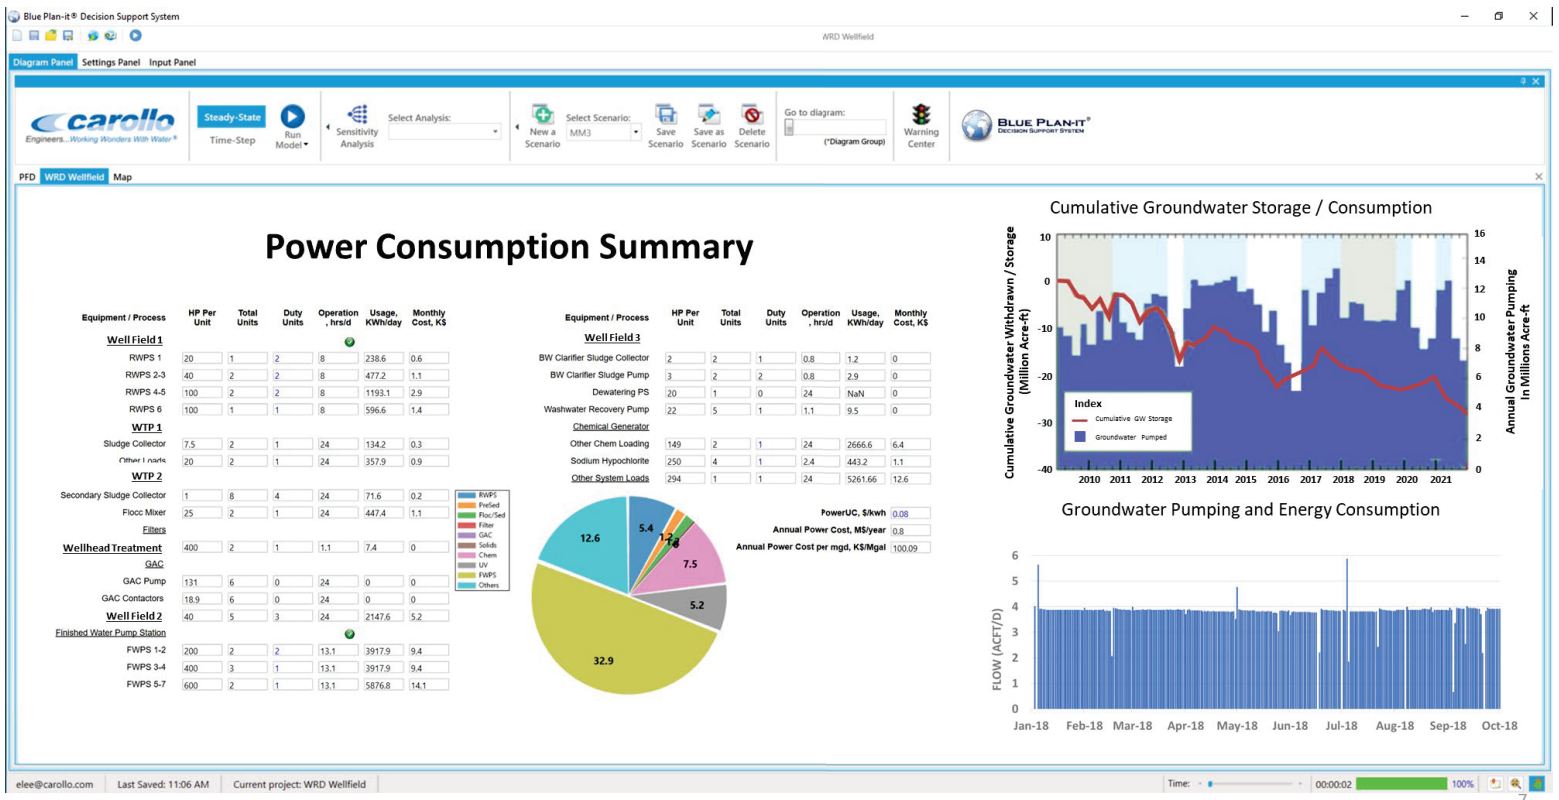 Blue Plan-it® Decision Support System
WRD Wellfield
Diagram Panel Settings Panel Input Panel
carollo
Engineers...Working Wonders With Water®
Steady-State
Time-Step
Run Model
Sensitivity Analysis
Select Analysis:
New a Scenario
Select Scenario:
MM3
Save Scenario
Save as Scenario
Delete Scenario
Go to diagram:
(*Diagram Group)
Warning Center
BLUE PLAN-IT®
DECISION SUPPORT SYSTEM
PFD WRD Wellfield Map
Power Consumption Summary
Equipment / Process HP Per Unit Total Units Duty Units Operation , hrs/d Usage, KWh/day Monthly Cost, K$
Well Field 1
RWPS 1 20 1 2 8 238.6 0.6
RWPS 2-3 40 2 2 8 477.2 1.1
RWPS 4-5 100 2 2 8 1193.1 2.9
RWPS 6 100 1 1 8 596.6 1.4
WTP 1
Sludge Collector 7.5 2 1 24 134.2 0.3
Other Loads 20 2 1 24 357.9 0.9
WTP 2
Secondary Sludge Collector 1 8 4 24 71.6 0.2
Flocc Mixer 25 2 1 24 447.4 1.1
Filters
Wellhead Treatment 400 2 1 1.1 7.4 0
GAC
GAC Pump 131 6 0 24 0 0
GAC Contactors 18.9 6 0 24 0 0
Well Field 2 40 5 3 24 2147.6 5.2
Finished Water Pump Station
FWPS 1-2 200 2 2 13.1 3917.9 9.4
FWPS 3-4 400 3 1 13.1 3917.9 9.4
FWPS 5-7 600 2 1 13.1 5876.8 14.1
Equipment / Process HP Per Unit Total Units Duty Units Operation , hrs/d Usage, KWh/day Monthly Cost, K$
Well Field 3
BW Clarifier Sludge Collector 2 2 1 0.8 1.2 0
BW Clarifier Sludge Pump 3 2 2 0.8 2.9 0
Dewatering PS 20 1 0 24 NaN 0
Washwater Recovery Pump 22 5 1 1.1 9.5 0
Chemical Generator
Other Chem Loading 149 2 1 24 2666.6 6.4
Sodium Hypochlorite 250 4 1 2.4 443.2 1.1
Other System Loads 294 1 1 24 5261.66 12.6
PowerUC, $/kwh 0.08
Annual Power Cost, M$/year 0.8
Annual Power Cost per mgd, K$/Mgal 100.09
RWPS
PreSed
Floc/Sed
Filter
GAC
Solids
Chem
UV
FWPS
Others
5.4
1.2
7.5
5.2
32.9
12.6
Cumulative Groundwater Storage / Consumption
Cumulative Groundwater Withdrawn / Storage
(Million Acre-ft)
10
0
-10
-20
-30
-40
Index
Cumulative GW Storage
Groundwater Pumped
16
14
12
10
8
6
4
2
0
Annual Groundwater Pumping
In Millions Acre-ft
2010 2011 2012 2013 2014 2015 2016 2017 2018 2019 2020 2021
Groundwater Pumping and Energy Consumption
FLOW (ACFT/D)
6
5
4
3
2
1
0
Jan-18 Feb-18 Mar-18 Apr-18 May-18 Jun-18 Jul-18 Aug-18 Sep-18 Oct-18
elee@carollo.com Last Saved: 11:06 AM Current project: WRD Wellfield
Time: 00:00:02 100%
7